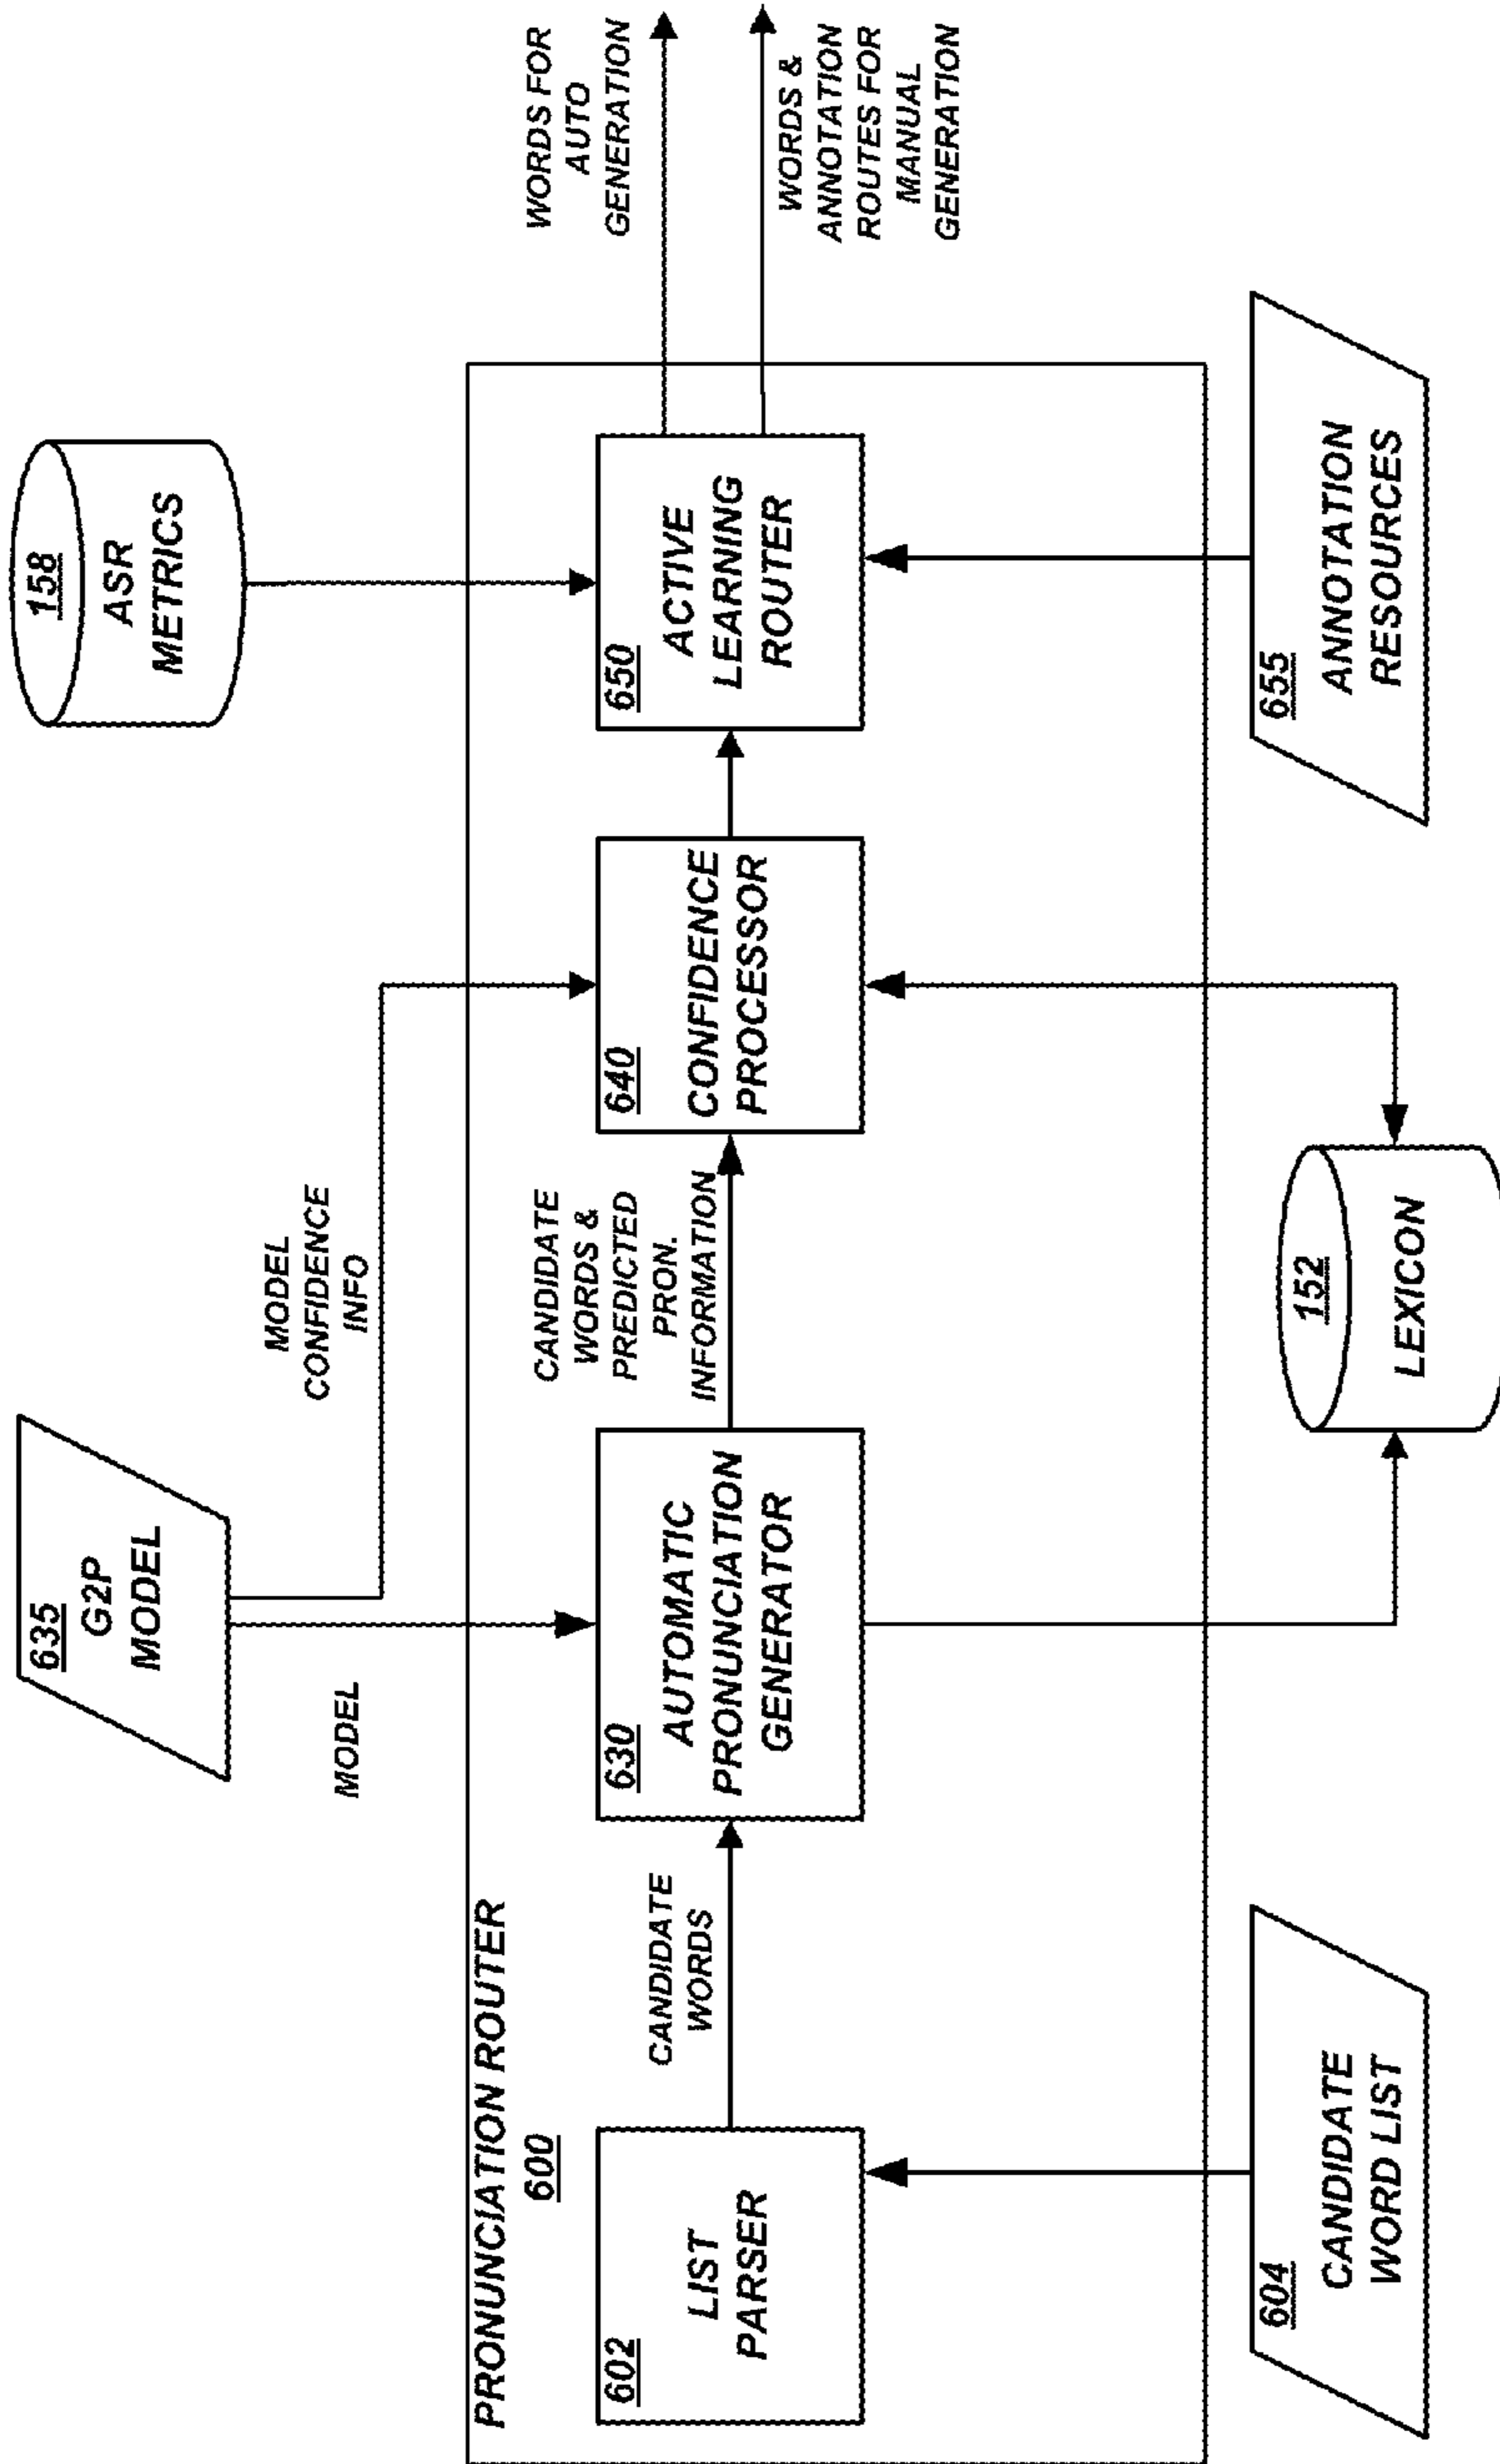 635
G2P
MODEL
158
ASR
METRICS
MODEL
CONFIDENCE
INFO
MODEL
PRONUNCIATION ROUTER
600
602
LIST
PARSER
CANDIDATE
WORDS
630
AUTOMATIC
PRONUNCIATION
GENERATOR
CANDIDATE
WORDS &
PREDICTED
PRON.
INFORMATION
640
CONFIDENCE
PROCESSOR
650
ACTIVE
LEARNING
ROUTER
WORDS FOR
AUTO
GENERATION
WORDS &
ANNOTATION
ROUTES FOR
MANUAL
GENERATION
604
CANDIDATE
WORD LIST
152
LEXICON
655
ANNOTATION
RESOURCES